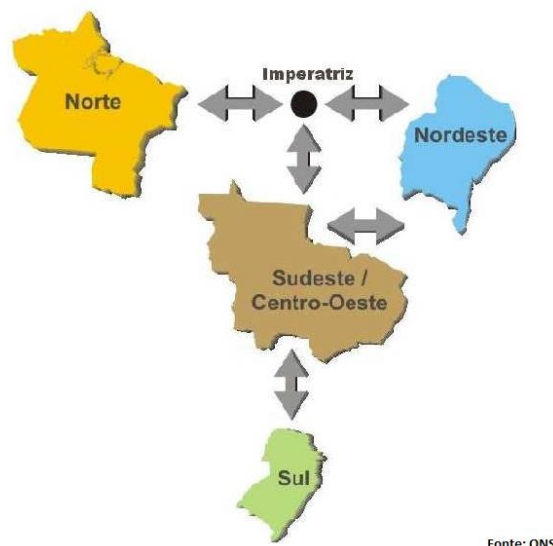 Imperatriz
Norte
Nordeste
Sudeste /
Centro-Oeste
Sul
Fonte: ONS